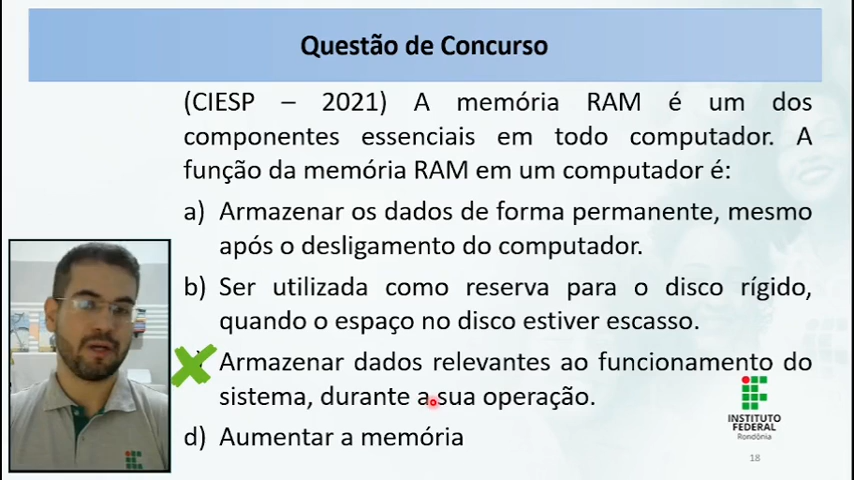 Questão de Concurso
(CIESP – 2021) A memória RAM é um dos
componentes essenciais em todo computador. A
função da memória RAM em um computador é:
a) Armazenar os dados de forma permanente, mesmo
após o desligamento do computador.
b) Ser utilizada como reserva para o disco rígido,
quando o espaço no disco estiver escasso.
Armazenar dados relevantes ao funcionamento do
sistema, durante a sua operação.
d) Aumentar a memória
INSTITUTO
FEDERAL
Rondônia
18